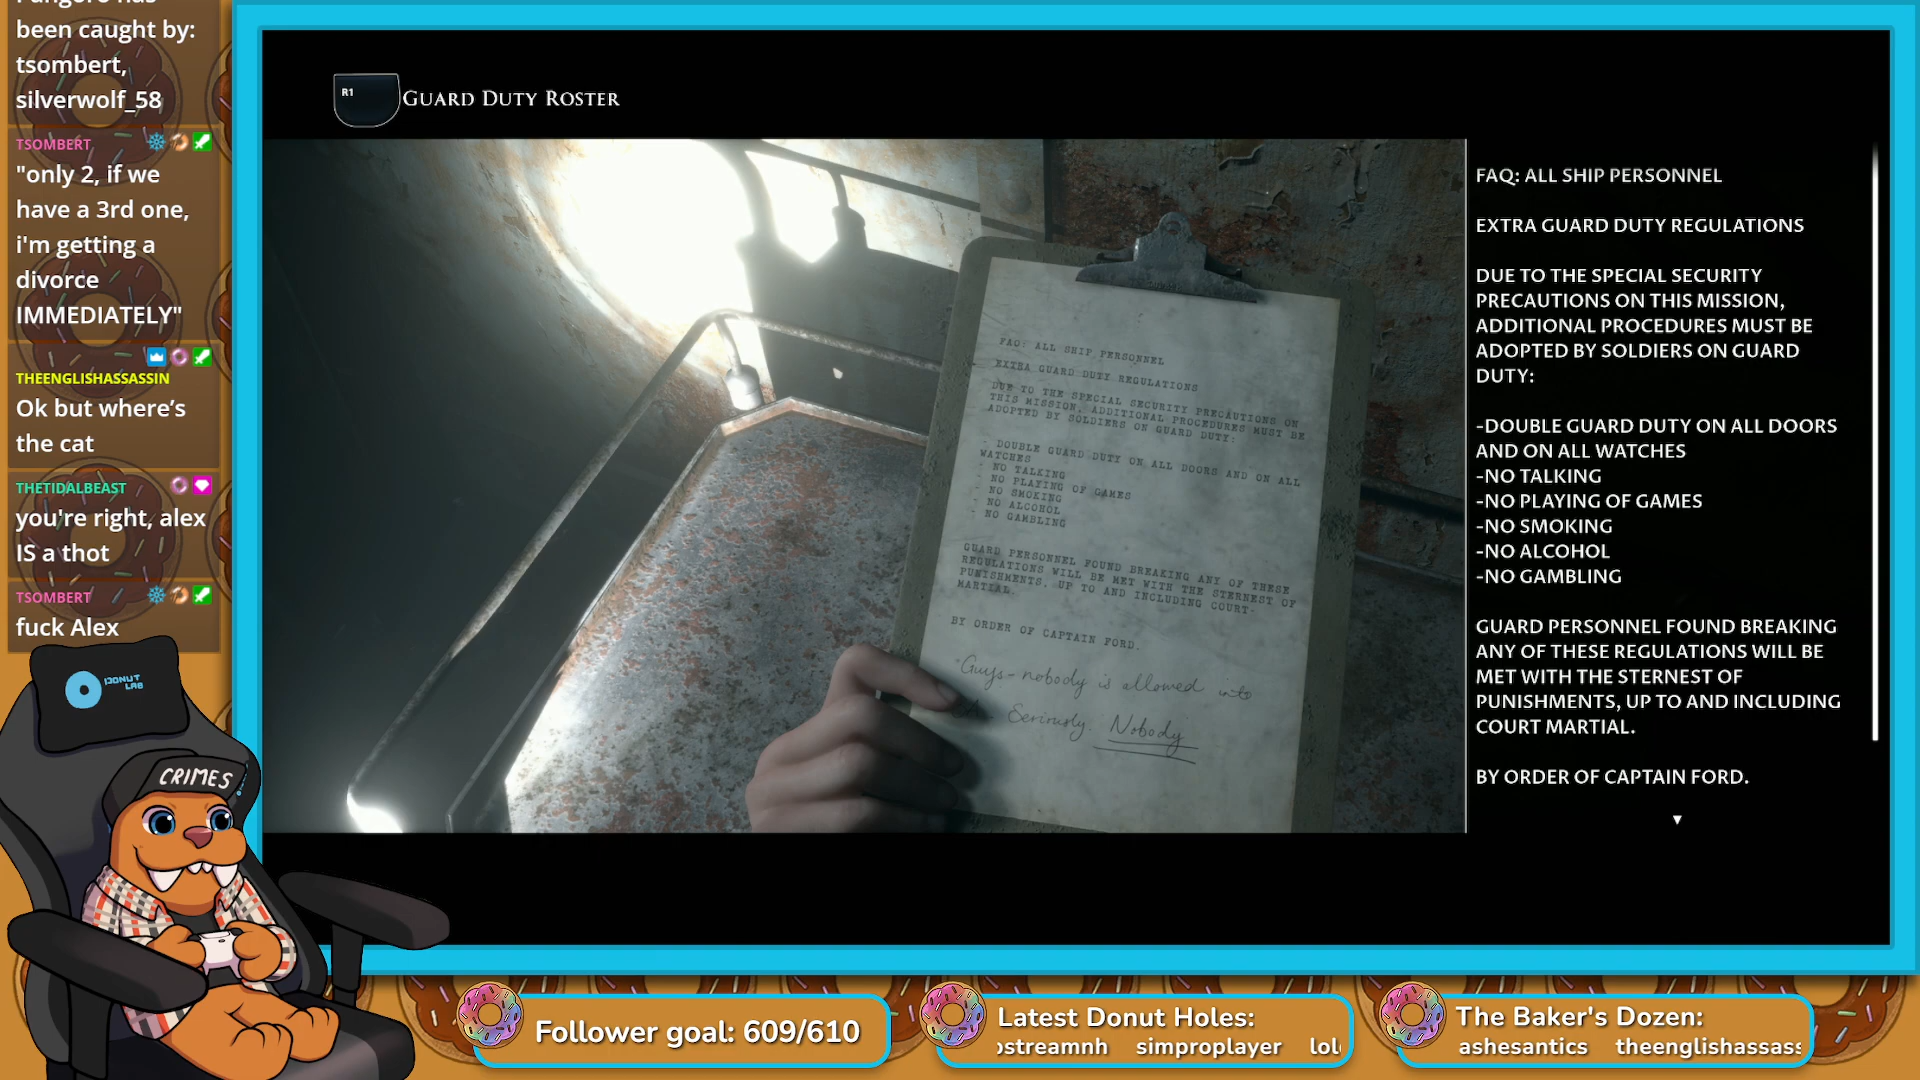 been caught by:
tsombert,
silverwolf_58
TSOMBERT
"only 2, if we
have a 3rd one,
i'm getting a
divorce
IMMEDIATELY"
THEENGLISHASSASSIN
Ok but where's
the cat
THETIDALBEAST
you're right, alex
IS a thot
TSOMBERT
fuck Alex
DONUT
LAB
CRIMES
R1
GUARD DUTY ROSTER
FAQ: ALL SHIP PERSONNEL
EXTRA GUARD DUTY REGULATIONS
DUE TO THE SPECIAL SECURITY PRECAUTIONS ON
THIS MISSION, ADDITIONAL PROCEDURES MUST BE
ADOPTED BY SOLDIERS ON GUARD DUTY:
- DOUBLE GUARD DUTY ON ALL DOORS AND ON ALL
WATCHES
- NO TALKING
- NO PLAYING OF GAMES
- NO SMOKING
- NO ALCOHOL
- NO GAMBLING
GUARD PERSONNEL FOUND BREAKING ANY OF THESE
REGULATIONS WILL BE MET WITH THE STERNEST OF
PUNISHMENTS, UP TO AND INCLUDING COURT-
MARTIAL.
BY ORDER OF CAPTAIN FORD.
"Guys - nobody is allowed into
Seriously. Nobody
FAQ: ALL SHIP PERSONNEL
EXTRA GUARD DUTY REGULATIONS
DUE TO THE SPECIAL SECURITY
PRECAUTIONS ON THIS MISSION,
ADDITIONAL PROCEDURES MUST BE
ADOPTED BY SOLDIERS ON GUARD
DUTY:
-DOUBLE GUARD DUTY ON ALL DOORS
AND ON ALL WATCHES
-NO TALKING
-NO PLAYING OF GAMES
-NO SMOKING
-NO ALCOHOL
-NO GAMBLING
GUARD PERSONNEL FOUND BREAKING
ANY OF THESE REGULATIONS WILL BE
MET WITH THE STERNEST OF
PUNISHMENTS, UP TO AND INCLUDING
COURT MARTIAL.
BY ORDER OF CAPTAIN FORD.
Follower goal: 609/610
Latest Donut Holes:
ostreamnh simproplayer lol
The Baker's Dozen:
ashesantics theenglishassass